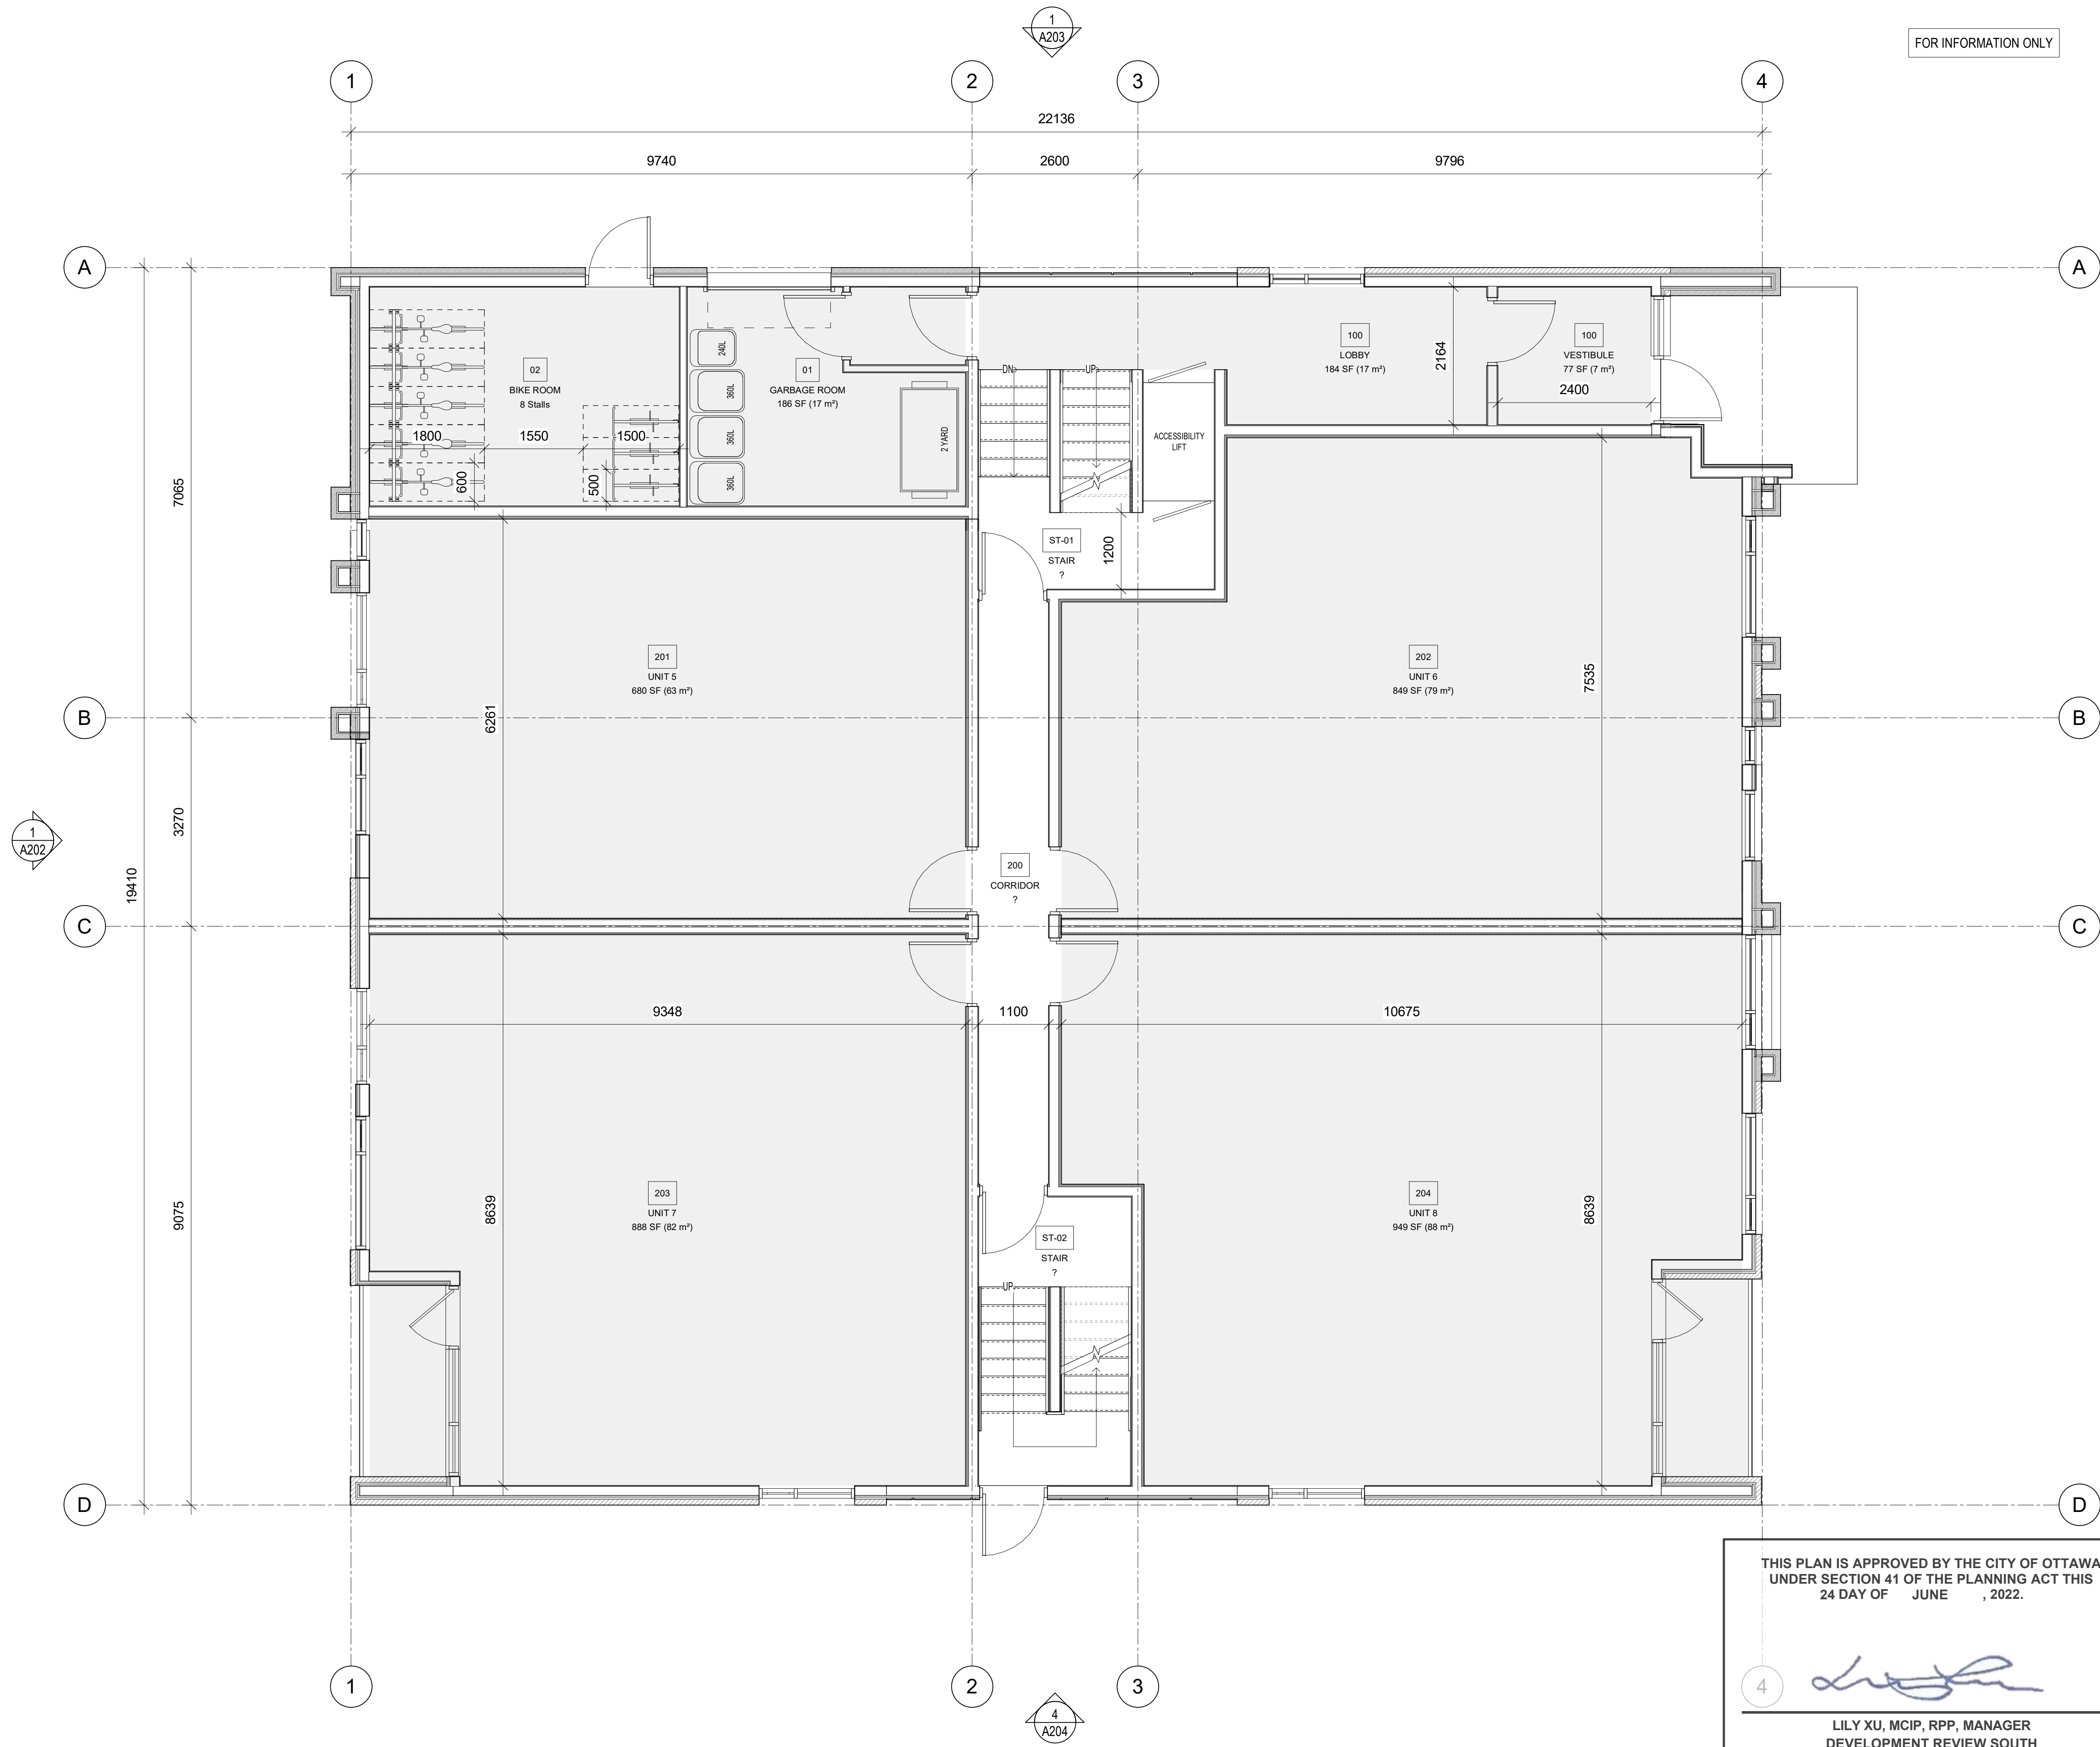 1
A203
FOR INFORMATION ONLY
1
2
3
4
22136
9740
2600
9796
A
A
240L
360L
360L
360L
2 YARD
02
BIKE ROOM
8 Stalls
01
GARBAGE ROOM
186 SF (17 m²)
DN
UP
ACCESSIBILITY
LIFT
100
LOBBY
184 SF (17 m²)
2164
100
VESTIBULE
77 SF (7 m²)
2400
1800
1550
1500
600
500
7065
ST-01
STAIR
?
1200
201
UNIT 5
680 SF (63 m²)
202
UNIT 6
849 SF (79 m²)
6261
7535
B
B
1
A202
3270
19410
200
CORRIDOR
?
C
C
9348
1100
10675
9075
8639
203
UNIT 7
888 SF (82 m²)
204
UNIT 8
949 SF (88 m²)
8639
ST-02
STAIR
?
UP
D
D
THIS PLAN IS APPROVED BY THE CITY OF OTTAWA
UNDER SECTION 41 OF THE PLANNING ACT THIS
24 DAY OF JUNE , 2022.
1
2
3
4
4
A204
LILY XU, MCIP, RPP, MANAGER
DEVELOPMENT REVIEW SOUTH